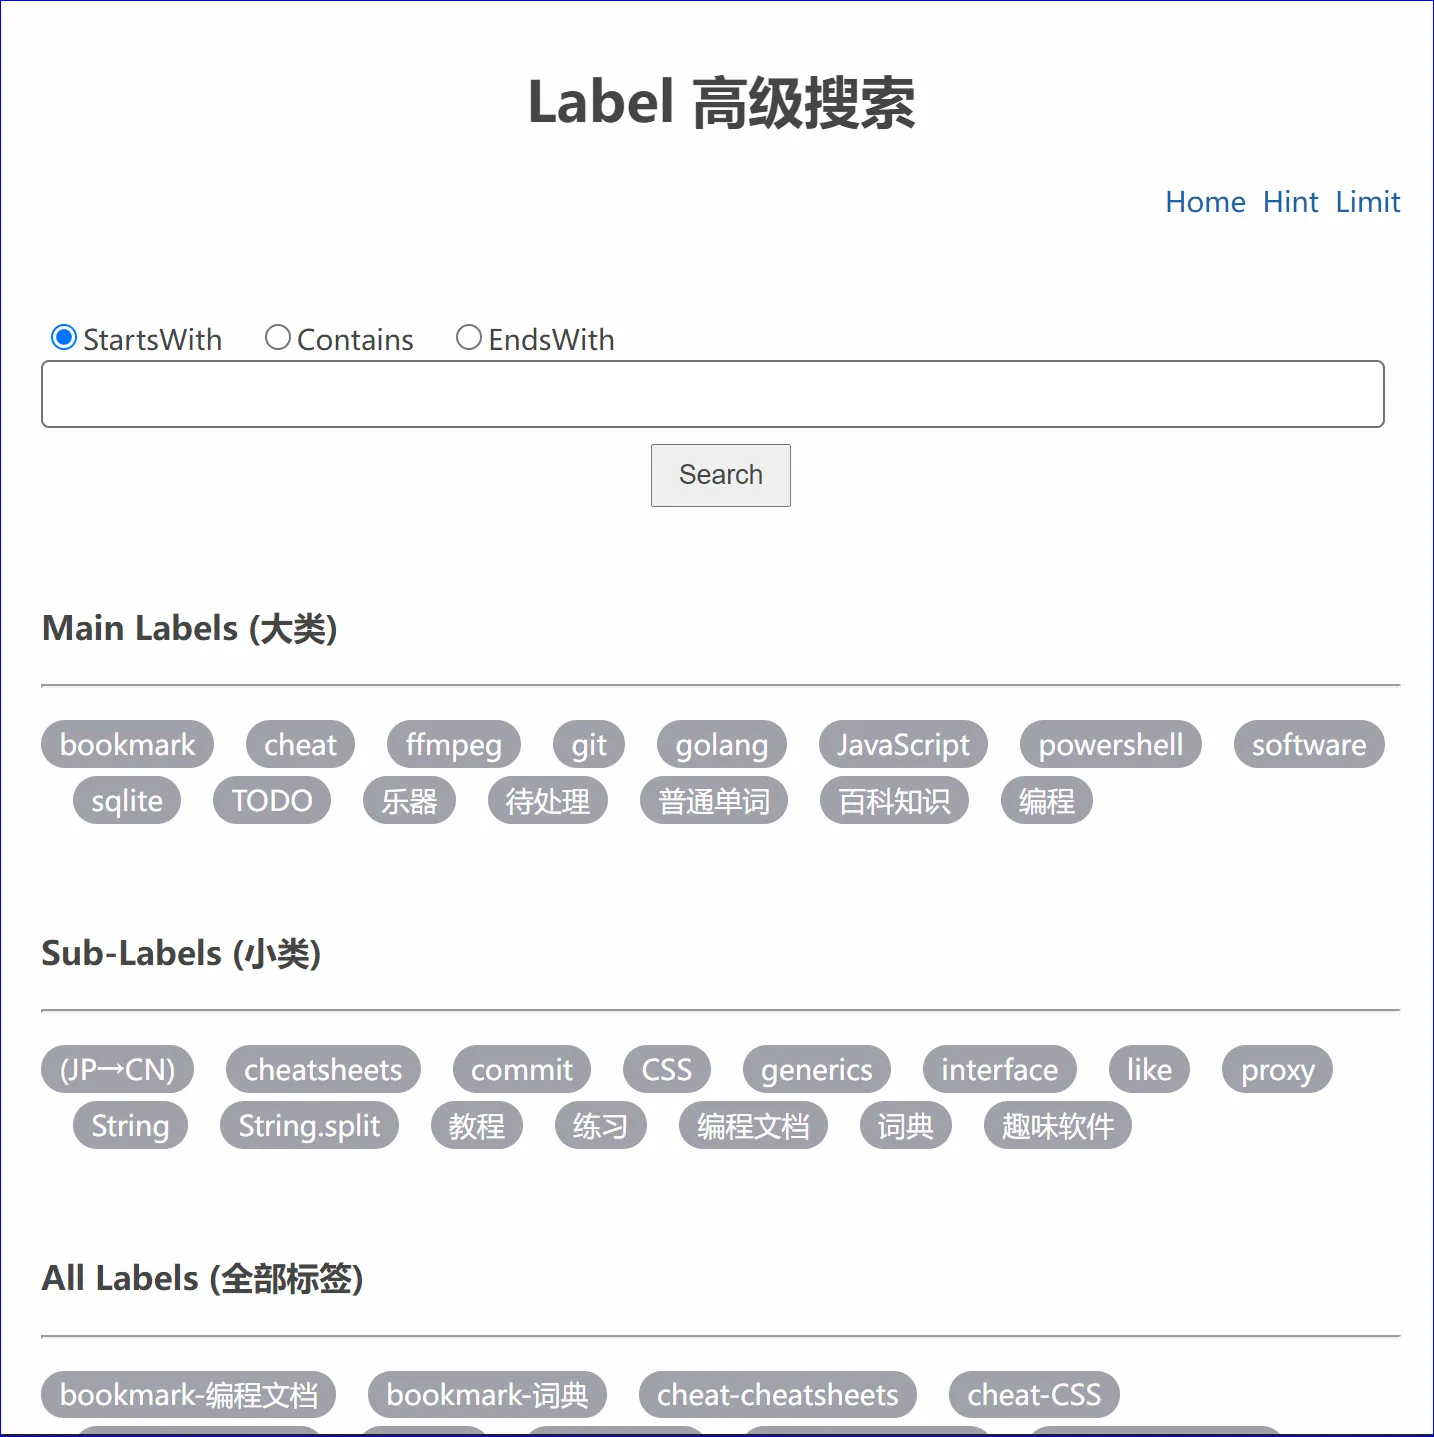 Label 高级搜索
Home Hint Limit
StartsWith Contains EndsWith
Search
Main Labels (大类)
bookmark cheat ffmpeg git golang JavaScript powershell software
sqlite TODO 乐器 待处理 普通单词 百科知识 编程
Sub-Labels (小类)
(JP→CN) cheatsheets commit CSS generics interface like proxy
String String.split 教程 练习 编程文档 词典 趣味软件
All Labels (全部标签)
bookmark-编程文档 bookmark-词典 cheat-cheatsheets cheat-CSS